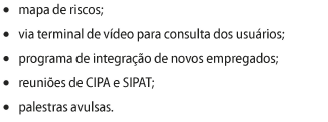 • mapa de riscos;
• via terminal de vídeo para consulta dos usuários;
• programa de integração de novos empregados;
• reuniões de CIPA e SIPAT;
• palestras avulsas.